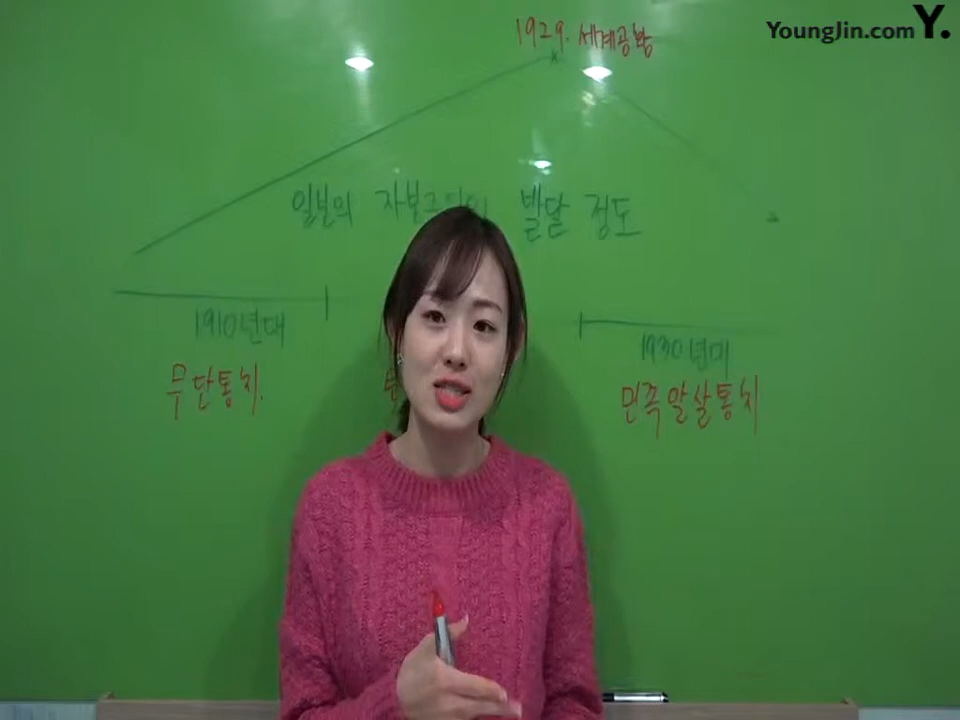 YoungJin.com Y.
1929. 세계공황
일본의 자본주의 발달 정도
1910년대
1930년대
무단통치.
민족말살통치